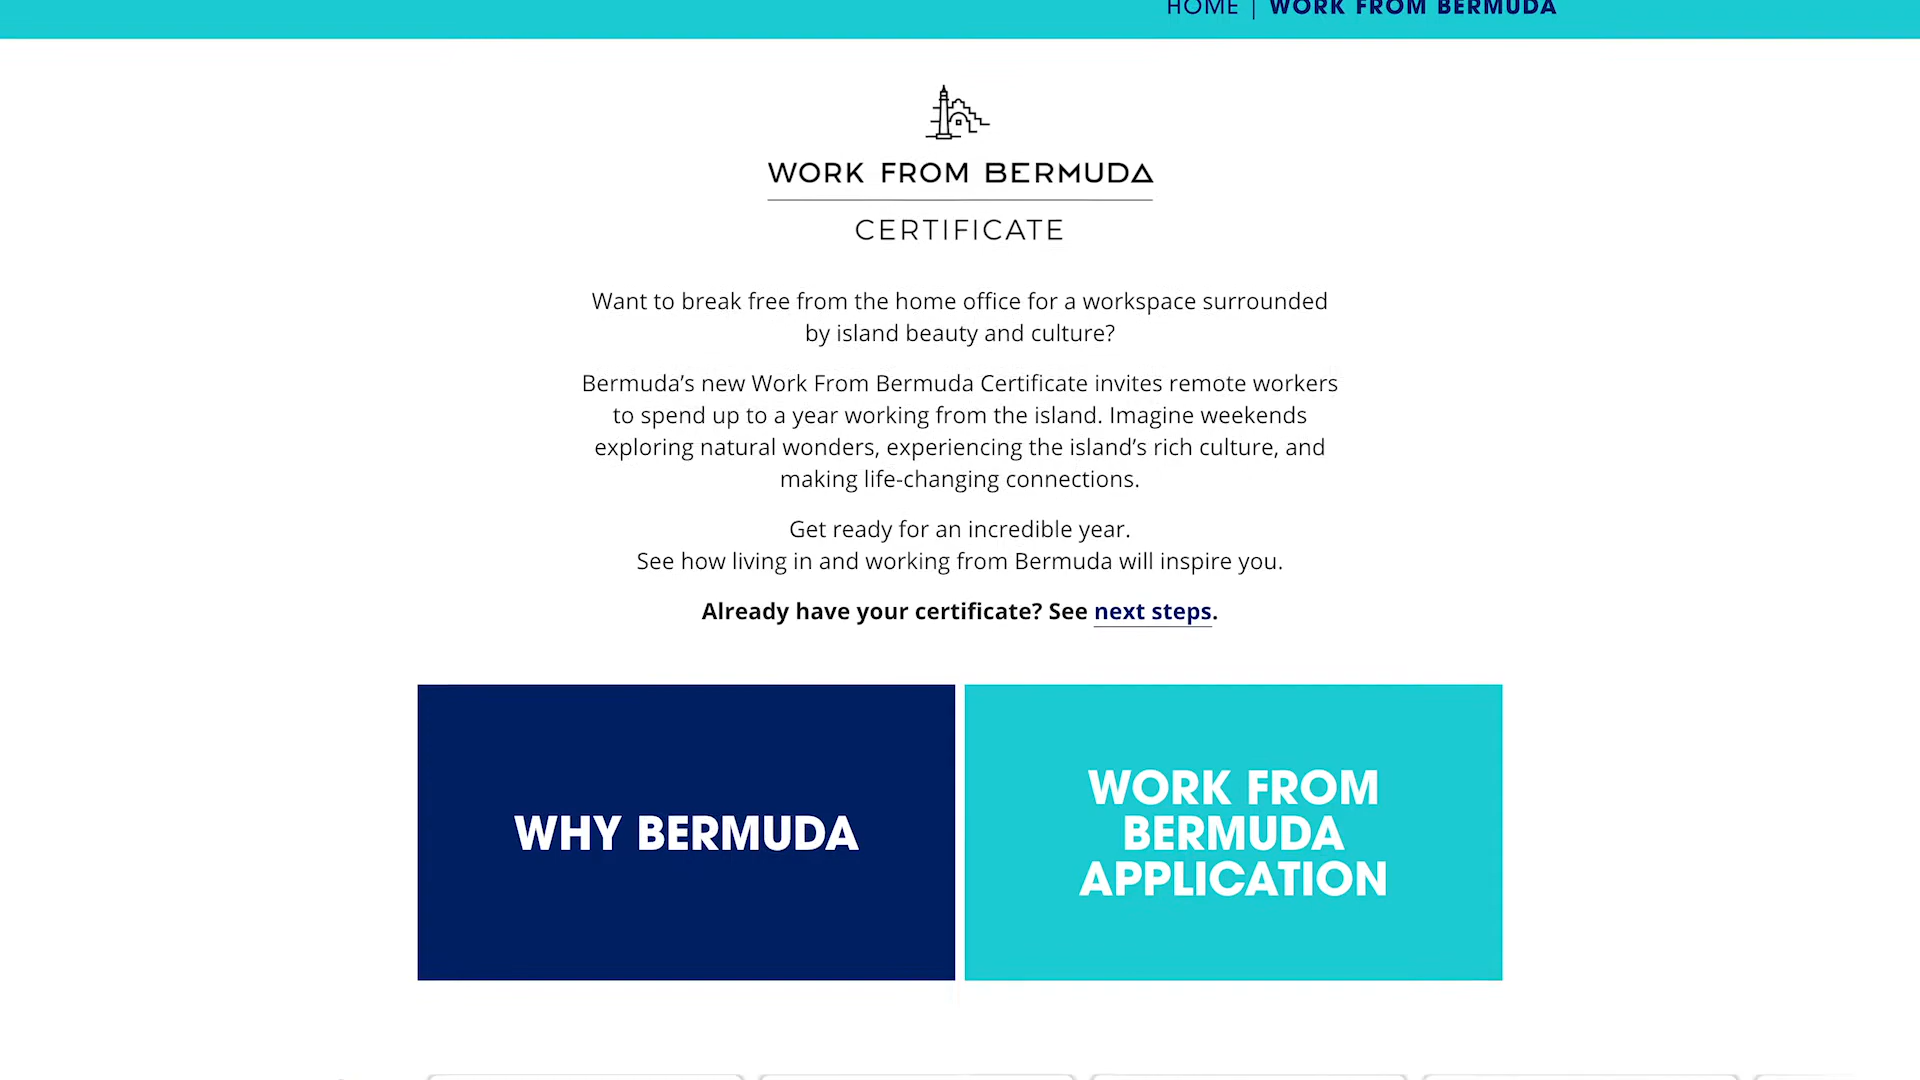 HOME | WORK FROM BERMUDA
WORK FROM BERMUDA
CERTIFICATE
Want to break free from the home office for a workspace surrounded
by island beauty and culture?
Bermuda’s new Work From Bermuda Certificate invites remote workers
to spend up to a year working from the island. Imagine weekends
exploring natural wonders, experiencing the island’s rich culture, and
making life-changing connections.
Get ready for an incredible year.
See how living in and working from Bermuda will inspire you.
Already have your certificate? See next steps.
WHY BERMUDA
WORK FROM
BERMUDA
APPLICATION